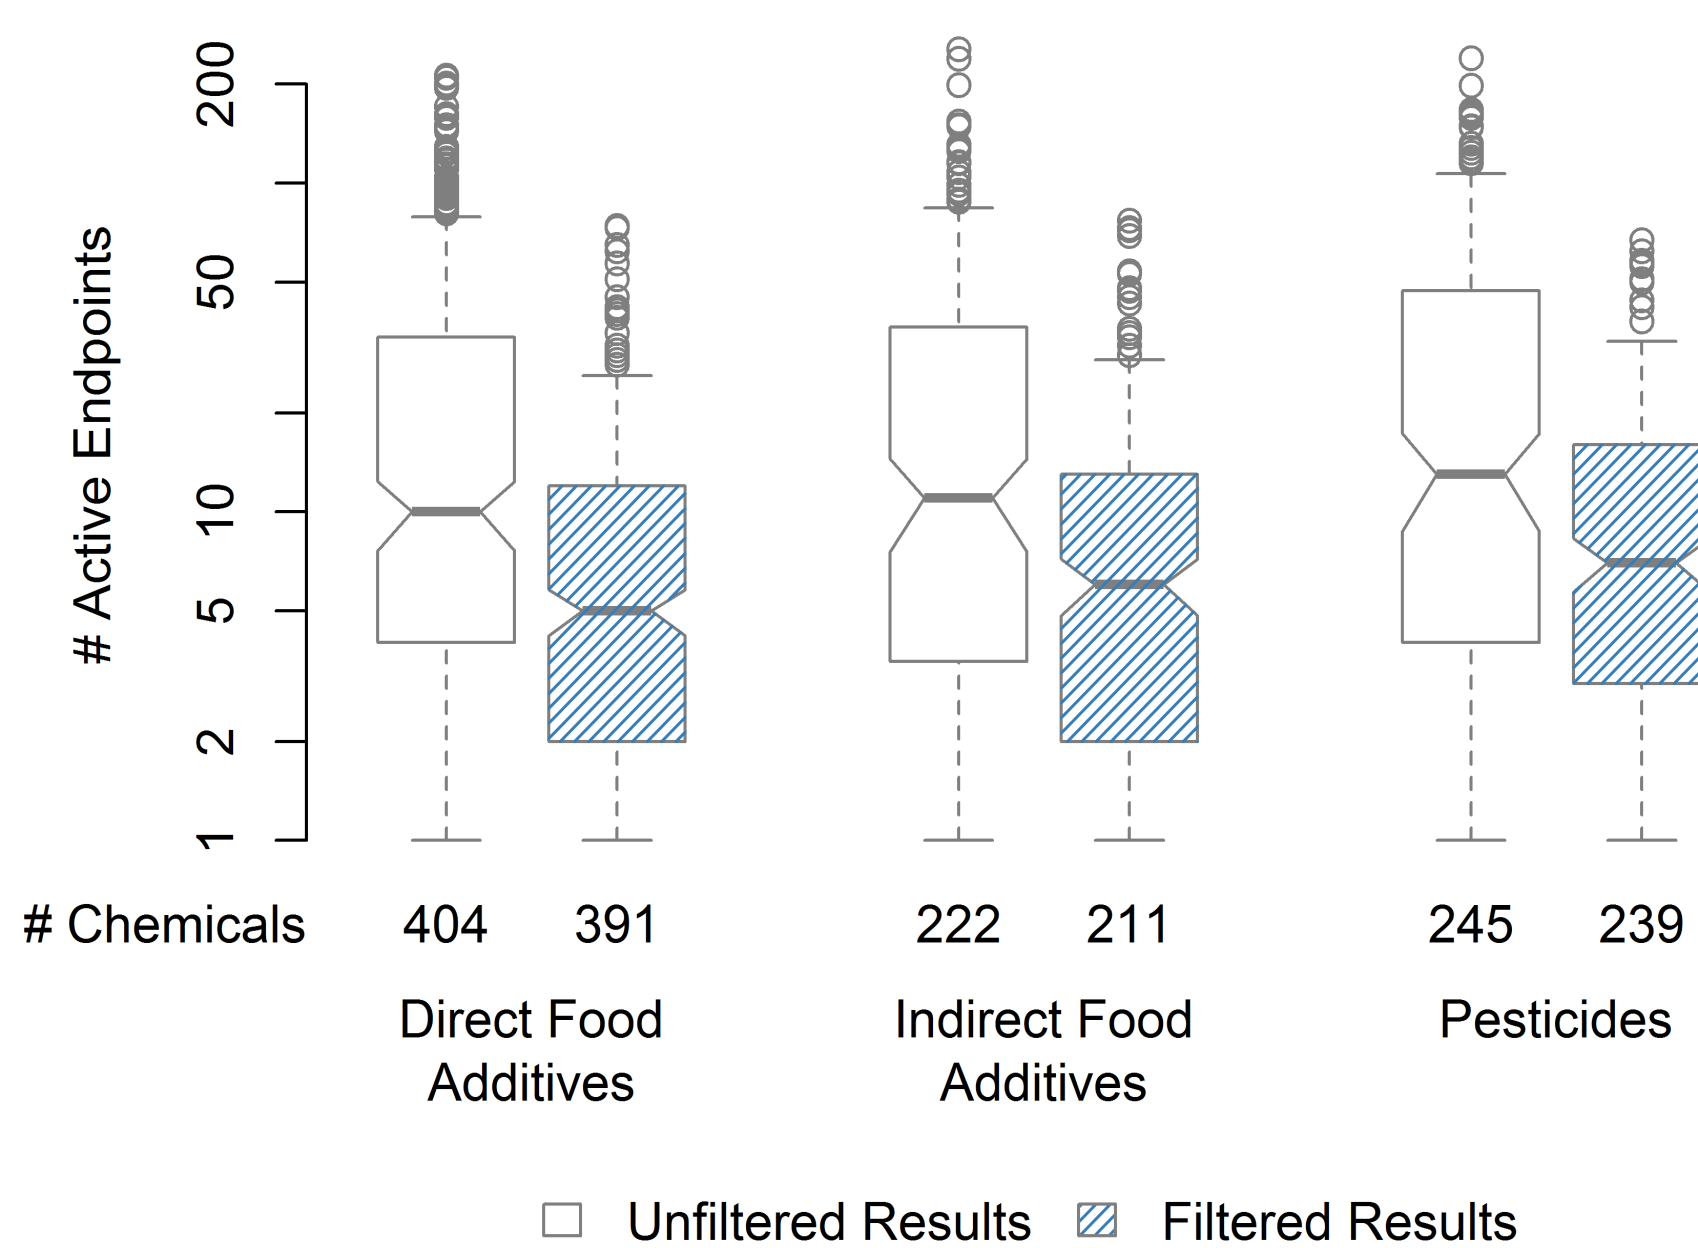 200
50
10
5
2
1
# Active Endpoints
# Chemicals 404 391 222 211 245 239
Direct Food Additives
Indirect Food Additives
Pesticides
Unfiltered Results Filtered Results